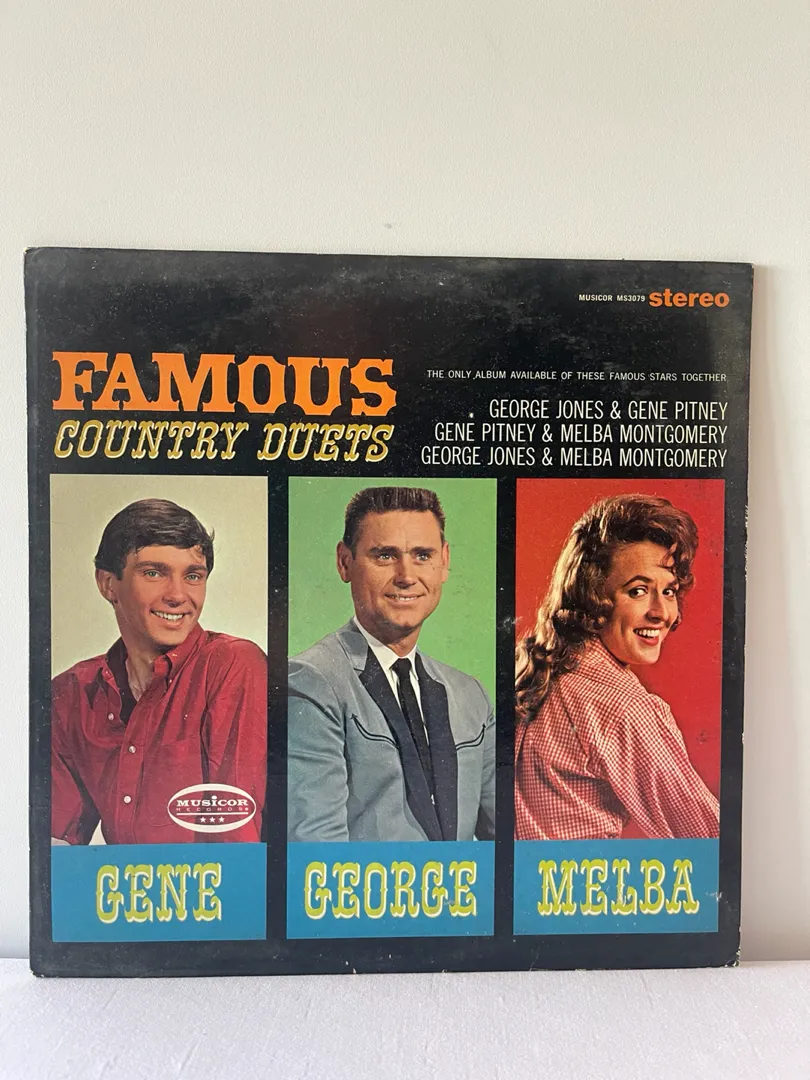 MUSICOR MS3079 stereo
FAMOUS
COUNTRY DUETS
THE ONLY ALBUM AVAILABLE OF THESE FAMOUS STARS TOGETHER
GEORGE JONES & GENE PITNEY
GENE PITNEY & MELBA MONTGOMERY
GEORGE JONES & MELBA MONTGOMERY
MUSICOR
RECORDS
GENE
GEORGE
MELBA